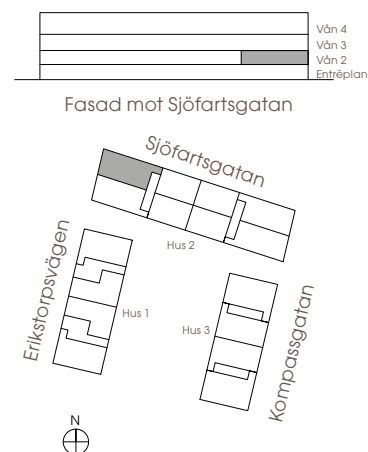 Vån 4
Vån 3
Vån 2
Entréplan
Fasad mot Sjöfartsgatan
Sjöfartsgatan
Hus 2
Erikstorpsvägen
Hus 1
Hus 3
Kompassgatan
N